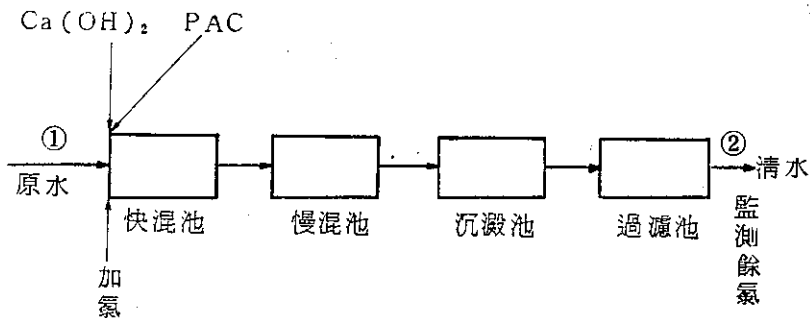 Ca(OH)₂ PAC
①
原水
快混池
慢混池
沉澱池
過濾池
②
清水
加氯
監測餘氯